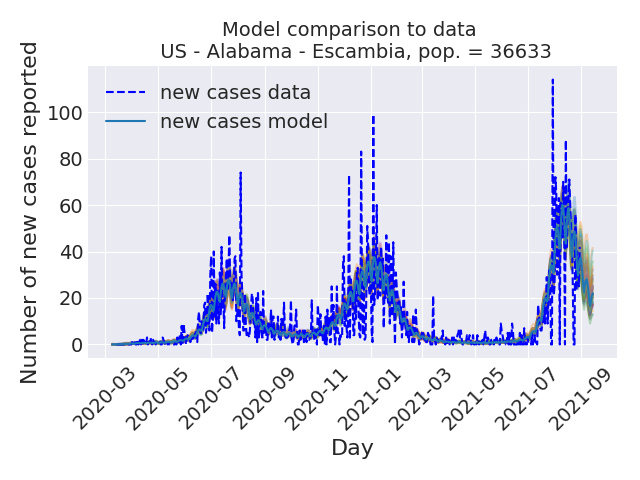 Model comparison to data
US - Alabama - Escambia, pop. = 36633
Number of new cases reported
new cases data
new cases model
100
80
60
40
20
0
2020-03
2020-05
2020-07
2020-09
2020-11
2021-01
2021-03
2021-05
2021-07
2021-09
Day